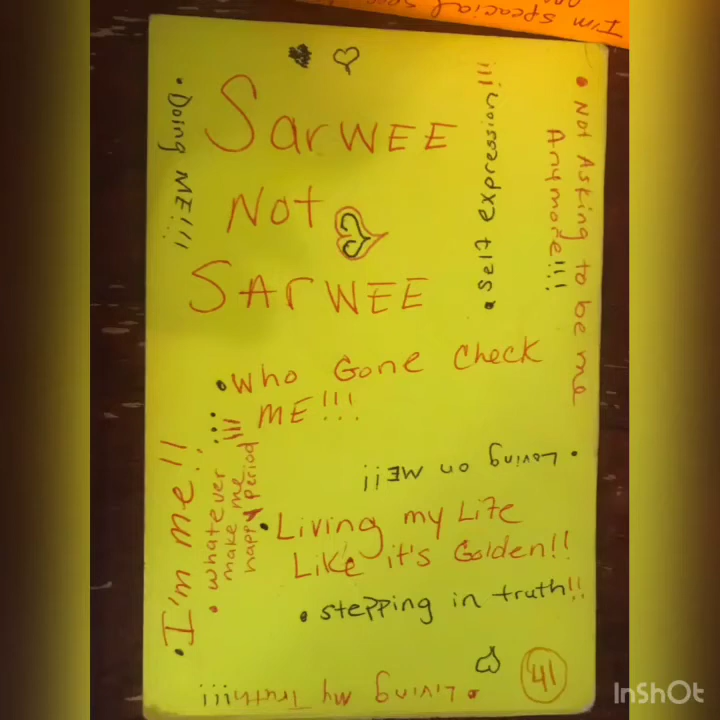 I'm speacial
• Doing ME!!!!
Sarwee
Not
SArwee
• Self expression!!!
• Not Asking to be me
Anymore!!!!
• Who Gone Check
ME!!!
• I'm me!!
• whatever ...
make me
happy period!!!
• Loving on ME!!
• Living my Life
Like it's Golden!!
• stepping in truth!!
• Living My Truth!!!!
41
InShOt